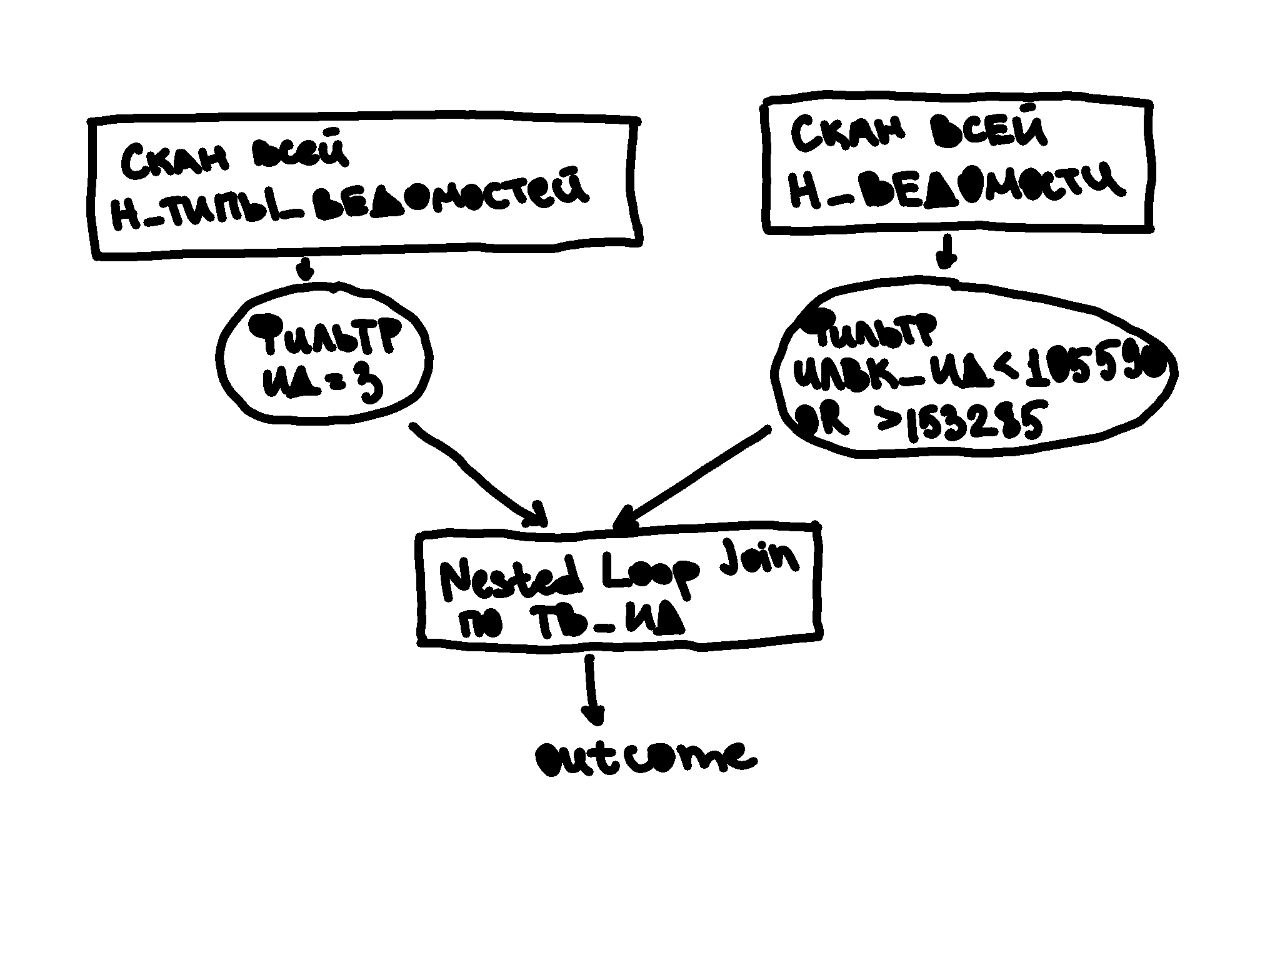 Скан всей
Н_ТИПЫ_ВЕДОМОСТЕЙ
Скан всей
Н_ВЕДОМОСТИ
Фильтр
ИД = 3
Фильтр
ЧЛВК_ИД < 105590
OR > 153285
Nested Loop Join
по ТВ_ИД
outcome